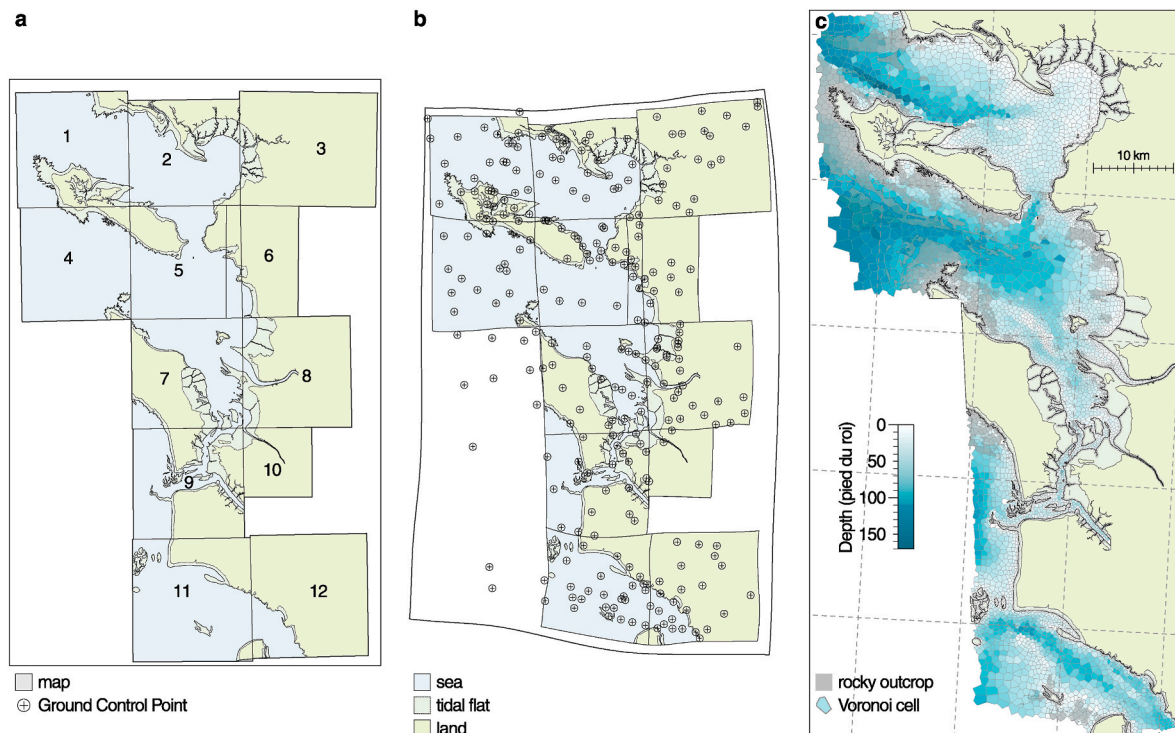 a
b
c
1
2
3
4
5
6
7
8
9
10
11
12
10 km
Depth (pied du roi)
0
50
100
150
map
Ground Control Point
sea
tidal flat
land
rocky outcrop
Voronoi cell